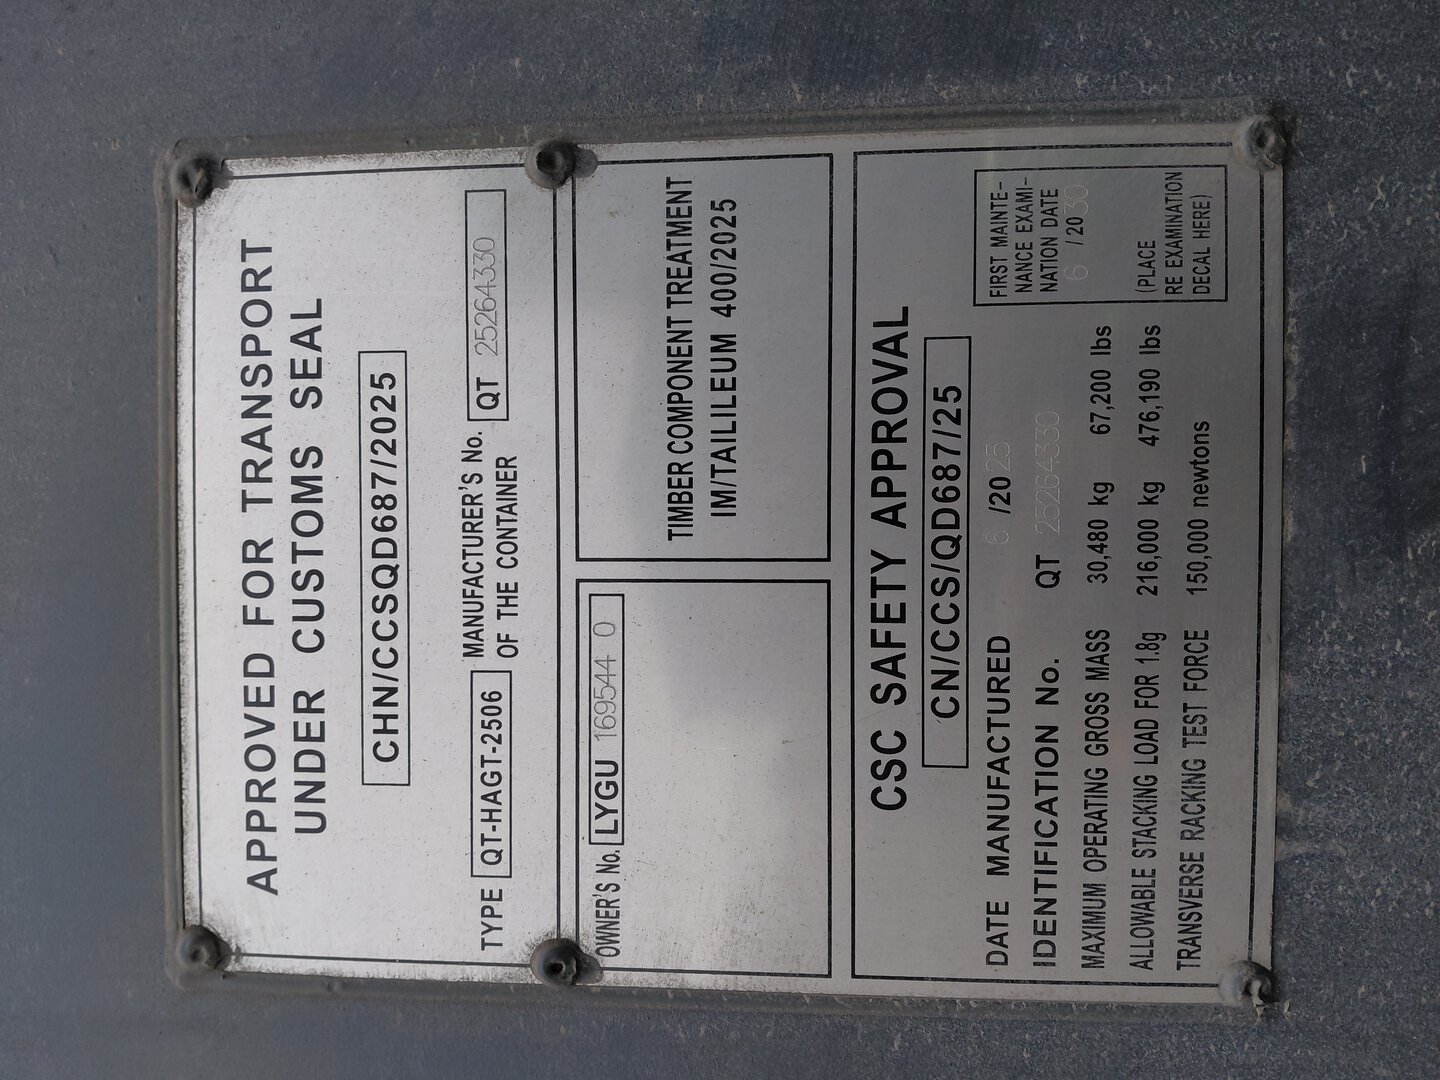 APPROVED FOR TRANSPORT
UNDER CUSTOMS SEAL
CHN/CCSQD687/2025
TYPE QT-HAGT-2506 MANUFACTURER'S No. QT 25264330
OF THE CONTAINER
OWNER'S No. LYGU 169544 0
TIMBER COMPONENT TREATMENT
IM/TAILILEUM 400/2025
CSC SAFETY APPROVAL
CN/CCS/QD687/25
DATE MANUFACTURED 6 /2025
IDENTIFICATION No. QT 25264330
MAXIMUM OPERATING GROSS MASS 30,480 kg 67,200 lbs
ALLOWABLE STACKING LOAD FOR 1.8g 216,000 kg 476,190 lbs
TRANSVERSE RACKING TEST FORCE 150,000 newtons
FIRST MAINTE-
NANCE EXAMI-
NATION DATE
6 / 2030
(PLACE
RE EXAMINATION
DECAL HERE)